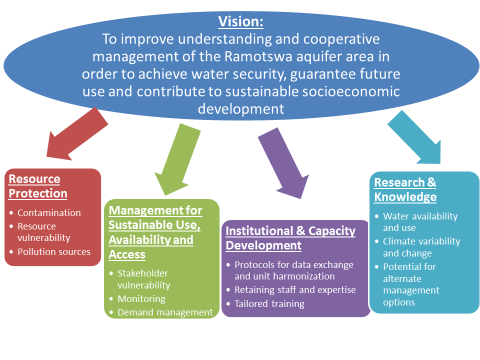 Vision:
To improve understanding and cooperative
management of the Ramotswa aquifer area in
order to achieve water security, guarantee future
use and contribute to sustainable socioeconomic
development
Resource
Protection
• Contamination
• Resource
vulnerability
• Pollution sources
Management for
Sustainable Use,
Availability and
Access
• Stakeholder
vulnerability
• Monitoring
• Demand management
Institutional & Capacity
Development
• Protocols for data exchange
and unit harmonization
• Retaining staff and expertise
• Tailored training
Research &
Knowledge
• Water availability
and use
• Climate variability
and change
• Potential for
alternate
management
options